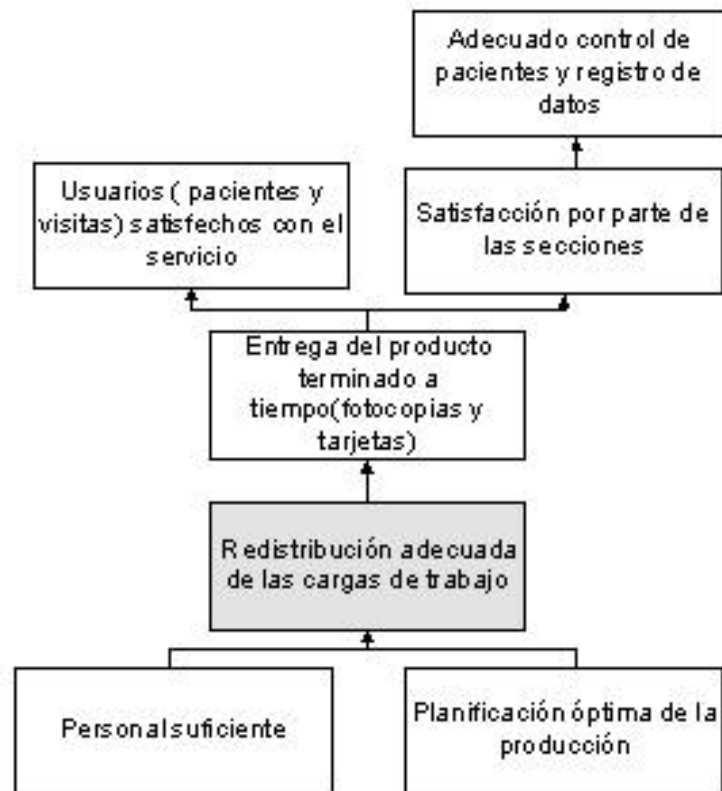 Adecuado control de
pacientes y registro de
datos
Usuarios ( pacientes y
visitas) satisfechos con el
servicio
Satisfacción por parte de
las secciones
Entrega del producto
terminado a
tiempo(fotocopias y
tarjetas)
Redistribución adecuada
de las cargas de trabajo
Personal suficiente
Planificación óptima de la
producción